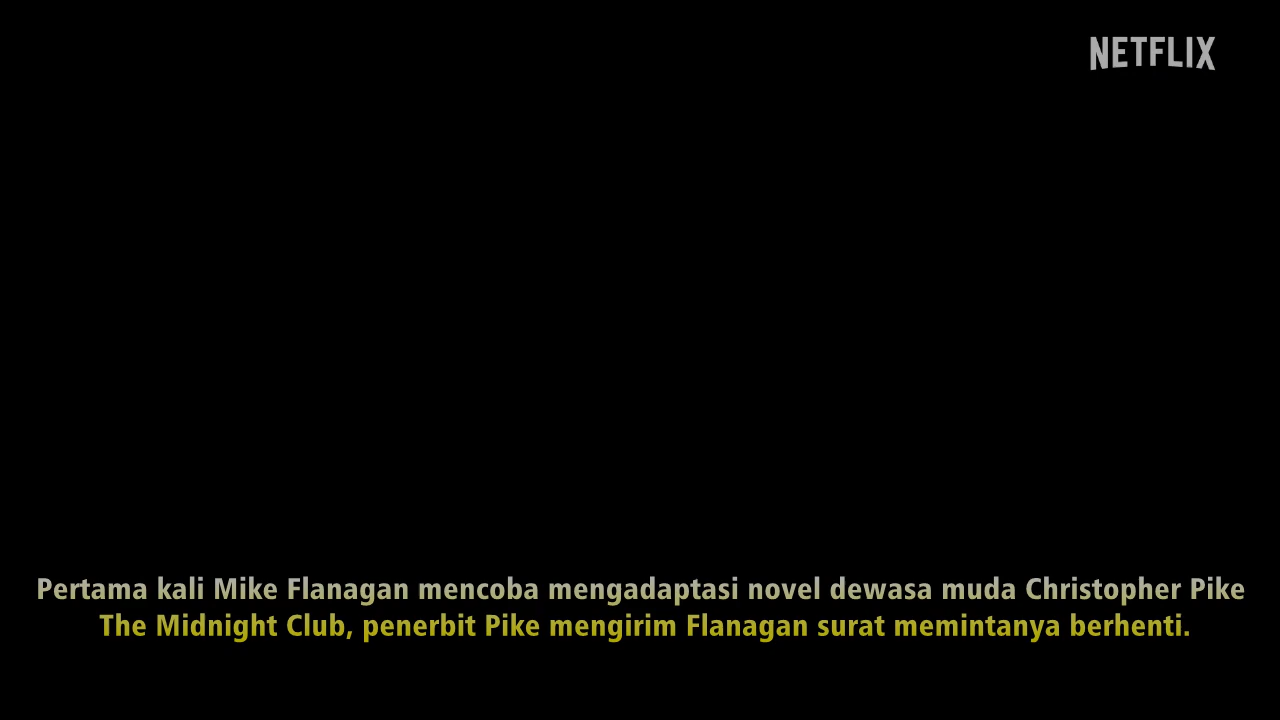 NETFLIX
Pertama kali Mike Flanagan mencoba mengadaptasi novel dewasa muda Christopher Pike
The Midnight Club, penerbit Pike mengirim Flanagan surat memintanya berhenti.